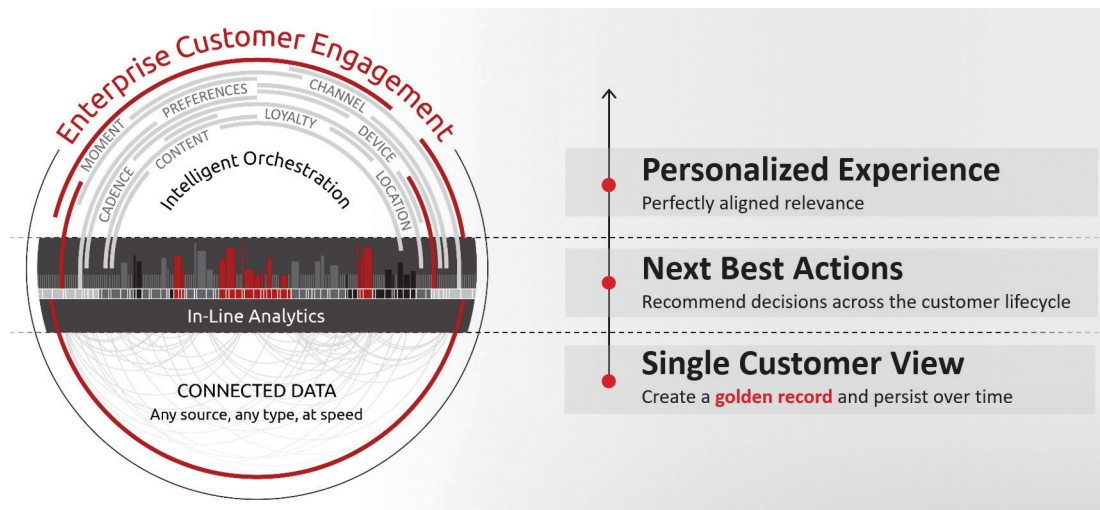 Enterprise Customer Engagement
MOMENT
PREFERENCES
CHANNEL
CADENCE
CONTENT
LOYALTY
DEVICE
LOCATION
Intelligent Orchestration
In-Line Analytics
CONNECTED DATA
Any source, any type, at speed
Personalized Experience
Perfectly aligned relevance
Next Best Actions
Recommend decisions across the customer lifecycle
Single Customer View
Create a golden record and persist over time